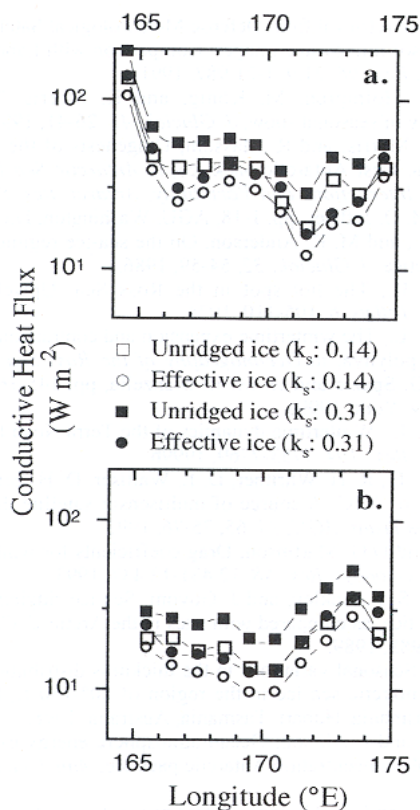 165 170 175
a.
10²
10¹
Conductive Heat Flux
(W m⁻²)
□ Unridged ice (kₛ: 0.14)
○ Effective ice (kₛ: 0.14)
■ Unridged ice (kₛ: 0.31)
● Effective ice (kₛ: 0.31)
b.
10²
10¹
165 170 175
Longitude (°E)